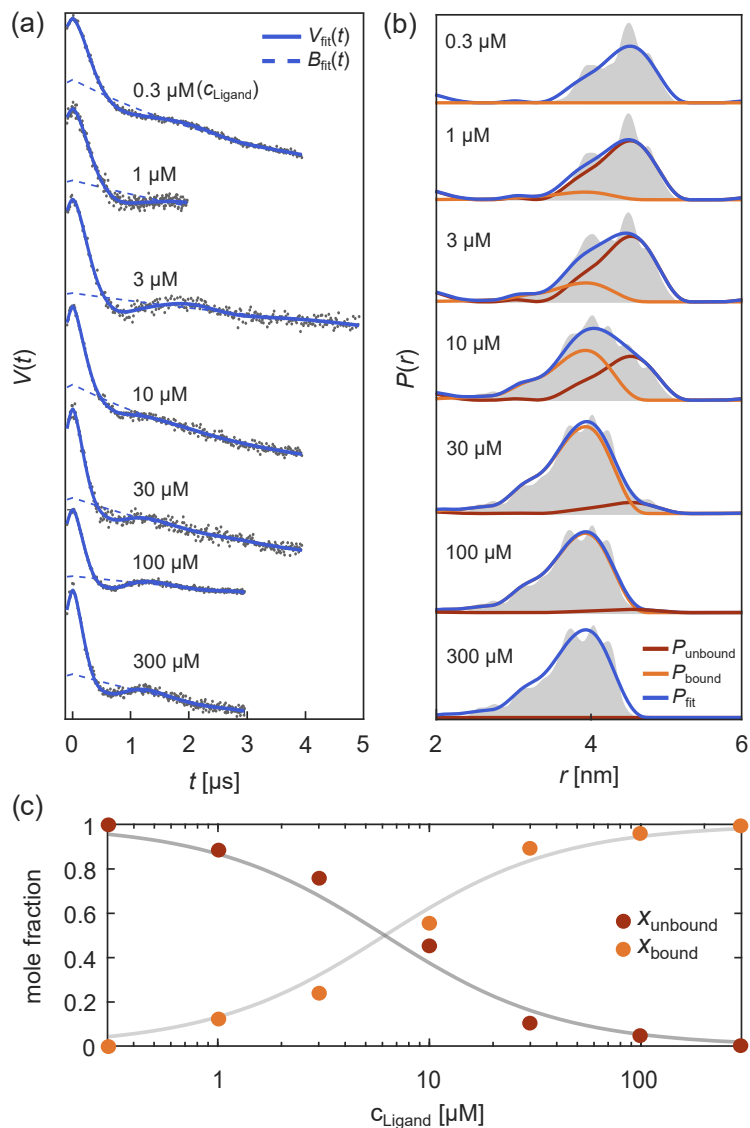 (a)
V_fit(t)
B_fit(t)
0.3 µM (c_Ligand)
1 µM
3 µM
10 µM
30 µM
100 µM
300 µM
V(t)
0 1 2 3 4 5
t [µs]
(b)
0.3 µM
1 µM
3 µM
10 µM
30 µM
100 µM
300 µM
P_unbound
P_bound
P_fit
P(r)
2 4 6
r [nm]
(c)
1
0.8
0.6
0.4
0.2
0
mole fraction
x_unbound
x_bound
1 10 100
c_Ligand [µM]